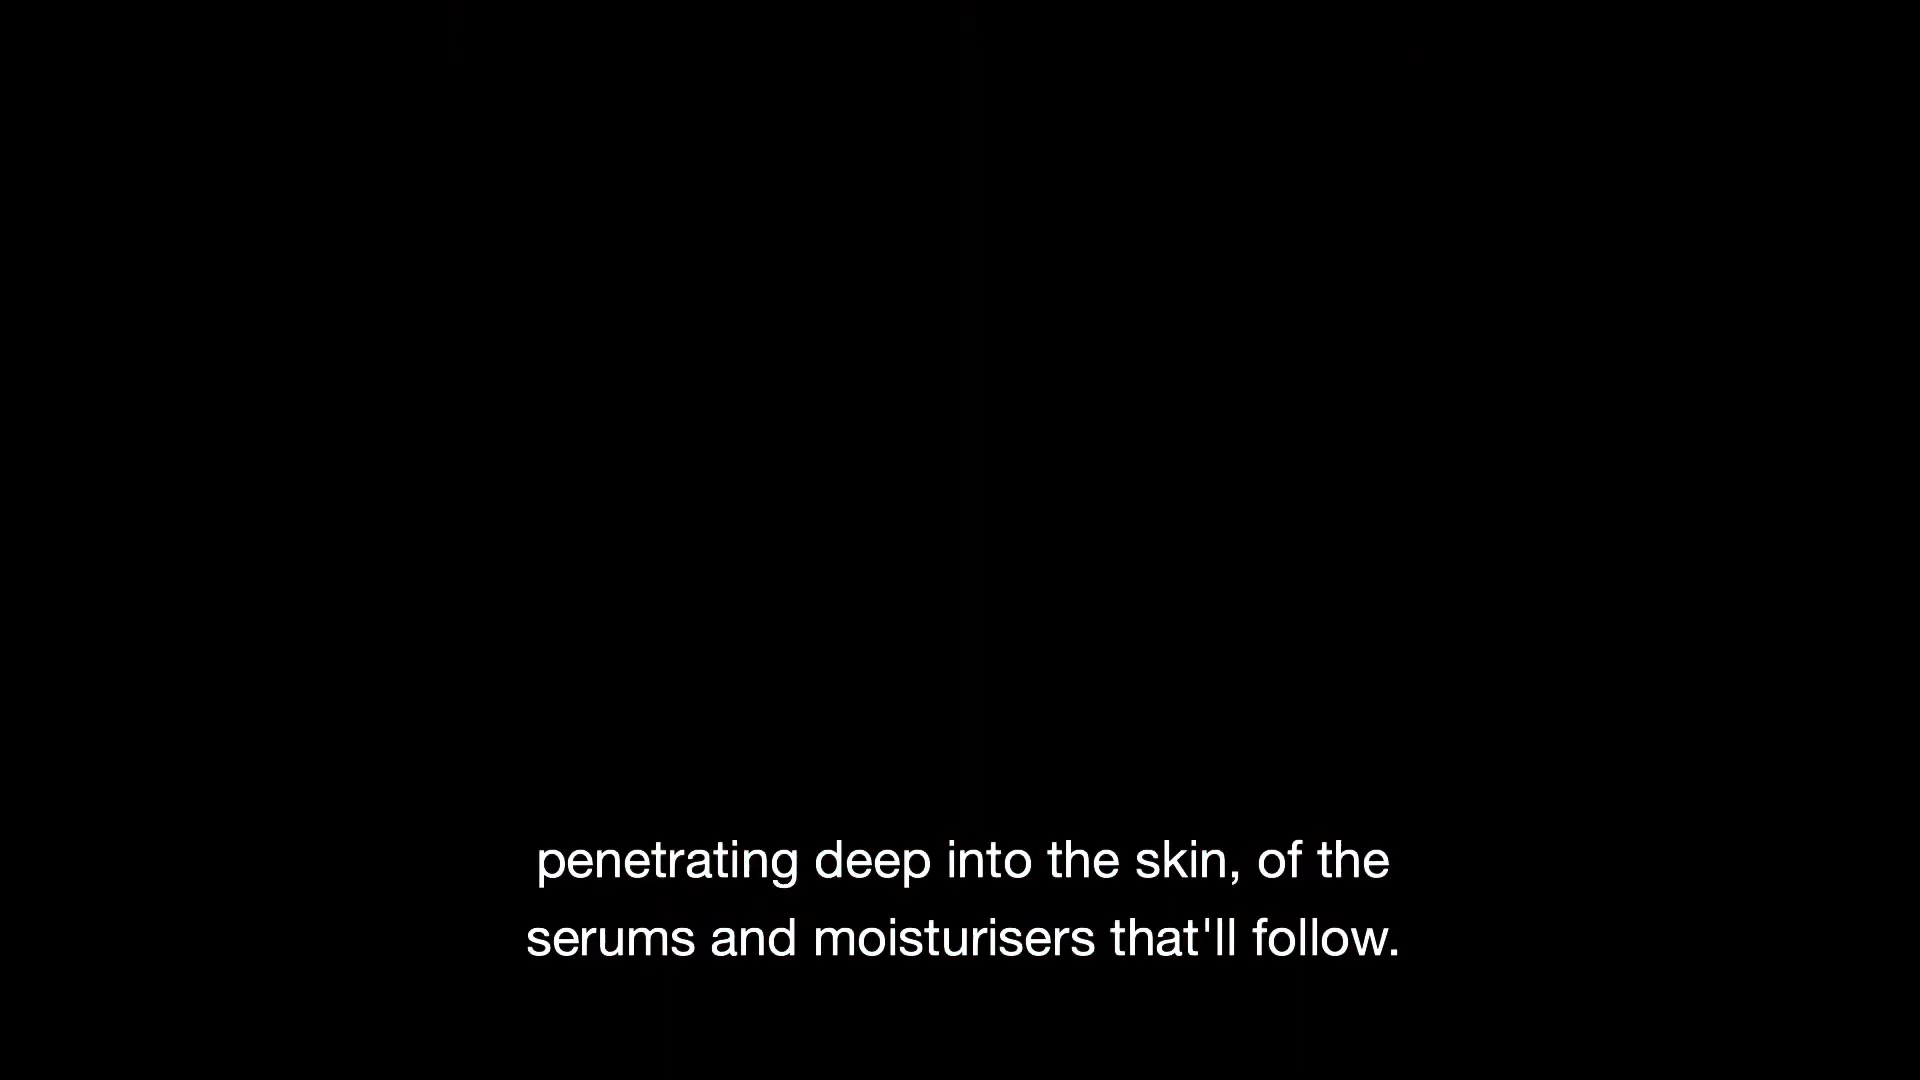 penetrating deep into the skin, of the
serums and moisturisers that'll follow.